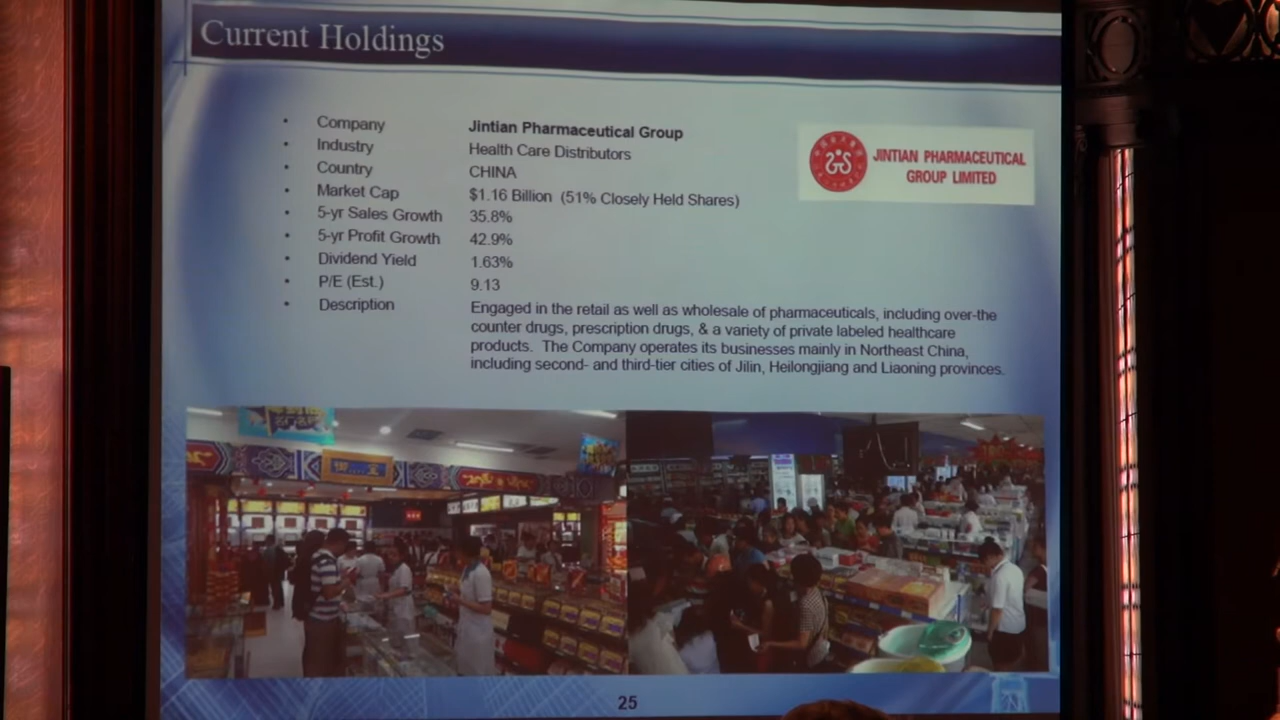 Current Holdings
• Company Jintian Pharmaceutical Group
• Industry Health Care Distributors
• Country CHINA
• Market Cap $1.16 Billion (51% Closely Held Shares)
• 5-yr Sales Growth 35.8%
• 5-yr Profit Growth 42.9%
• Dividend Yield 1.63%
• P/E (Est.) 9.13
• Description Engaged in the retail as well as wholesale of pharmaceuticals, including over-the
counter drugs, prescription drugs, & a variety of private labeled healthcare
products. The Company operates its businesses mainly in Northeast China,
including second- and third-tier cities of Jilin, Heilongjiang and Liaoning provinces.
JINTIAN PHARMACEUTICAL
GROUP LIMITED
25